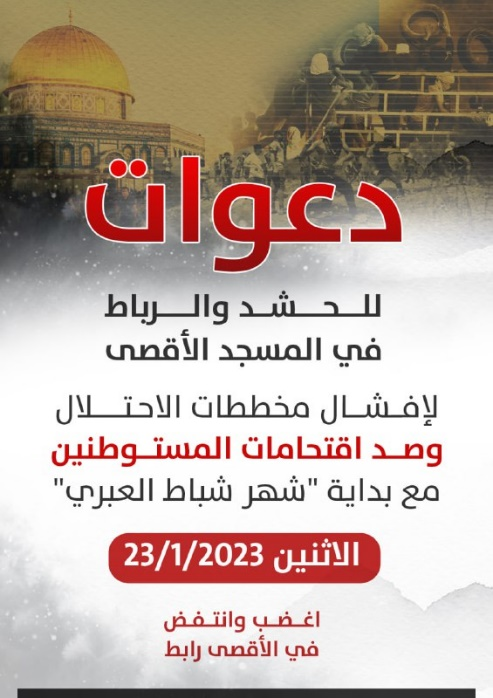 دعوات
للحشد والرباط
في المسجد الأقصى
لإفشال مخططات الاحتلال
وصد اقتحامات المستوطنين
مع بداية "شهر شباط العبري"
الاثنين 23/1/2023
اغضب وانتفض
في الأقصى رابط